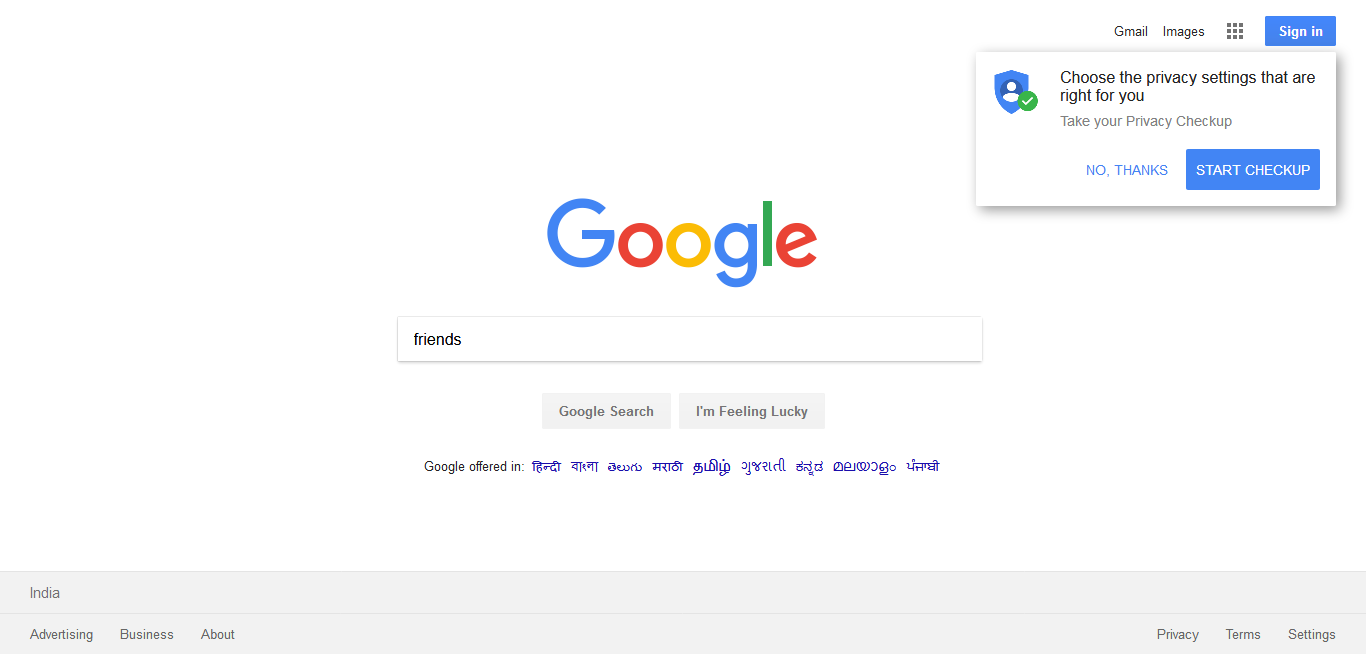 Gmail Images Sign in
Choose the privacy settings that are
right for you
Take your Privacy Checkup
NO, THANKS START CHECKUP
Google
friends
Google Search I'm Feeling Lucky
Google offered in: हिन्दी বাংলা తెలుగు मराठी தமிழ் ગુજરાતી ಕನ್ನಡ മലയാളം ਪੰਜਾਬੀ
India
Advertising Business About Privacy Terms Settings